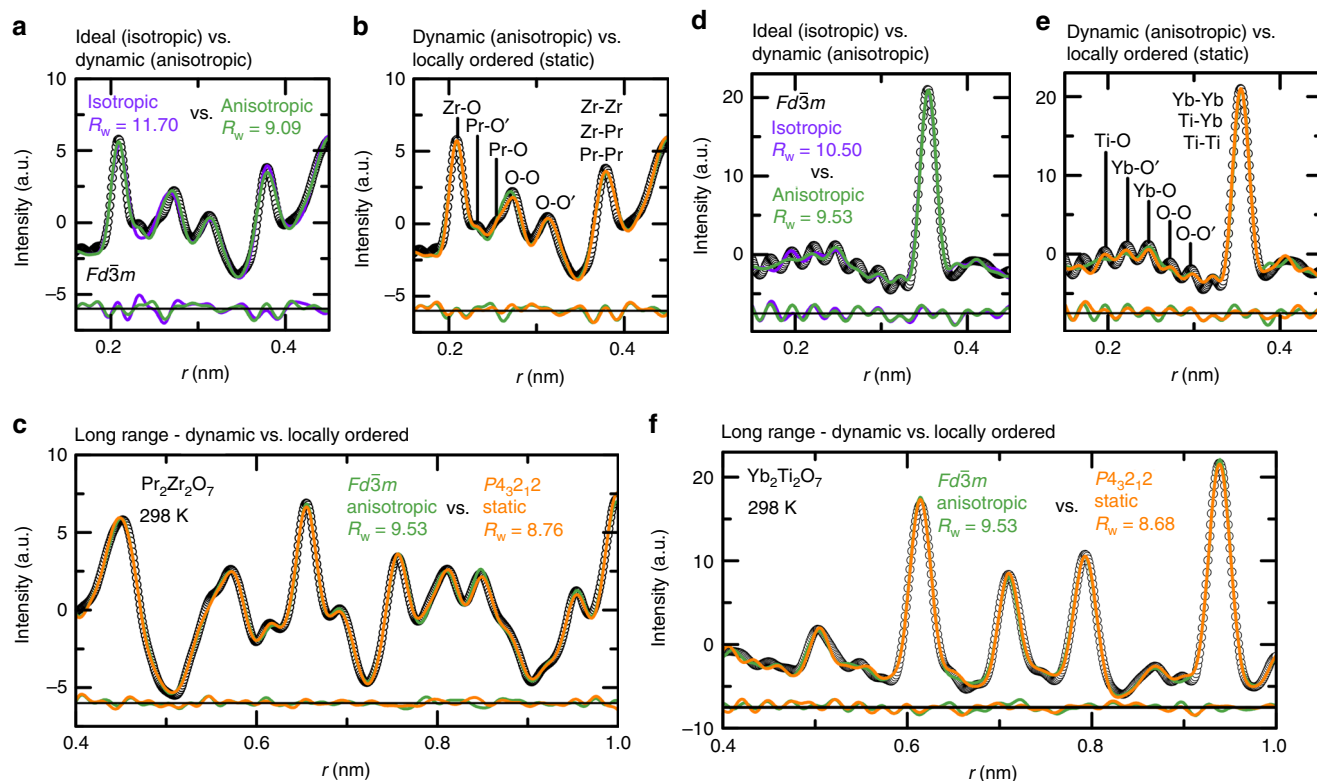 a
Ideal (isotropic) vs.
dynamic (anisotropic)
Isotropic
R_w = 11.70
vs.
Anisotropic
R_w = 9.09
Fd3̅m
Intensity (a.u.)
10
5
0
−5
0.2
0.4
r (nm)
b
Dynamic (anisotropic) vs.
locally ordered (static)
Zr-O
Pr-O′
Pr-O
O-O
O-O′
Zr-Zr
Zr-Pr
Pr-Pr
Intensity (a.u.)
10
5
0
−5
0.2
0.4
r (nm)
c
Long range - dynamic vs. locally ordered
Pr2Zr2O7
298 K
Fd3̅m
anisotropic
R_w = 9.53
vs.
P4_32_12
static
R_w = 8.76
Intensity (a.u.)
5
0
−5
0.4
0.6
0.8
1.0
r (nm)
d
Ideal (isotropic) vs.
dynamic (anisotropic)
Fd3̅m
Isotropic
R_w = 10.50
vs.
Anisotropic
R_w = 9.53
Intensity (a.u.)
20
10
0
0.2
0.4
r (nm)
e
Dynamic (anisotropic) vs.
locally ordered (static)
Ti-O
Yb-O′
Yb-O
O-O
O-O′
Yb-Yb
Ti-Yb
Ti-Ti
Intensity (a.u.)
20
10
0
0.2
0.4
r (nm)
f
Long range - dynamic vs. locally ordered
Yb2Ti2O7
298 K
Fd3̅m
anisotropic
R_w = 9.53
vs.
P4_32_12
static
R_w = 8.68
Intensity (a.u.)
20
10
0
−10
0.4
0.6
0.8
1.0
r (nm)